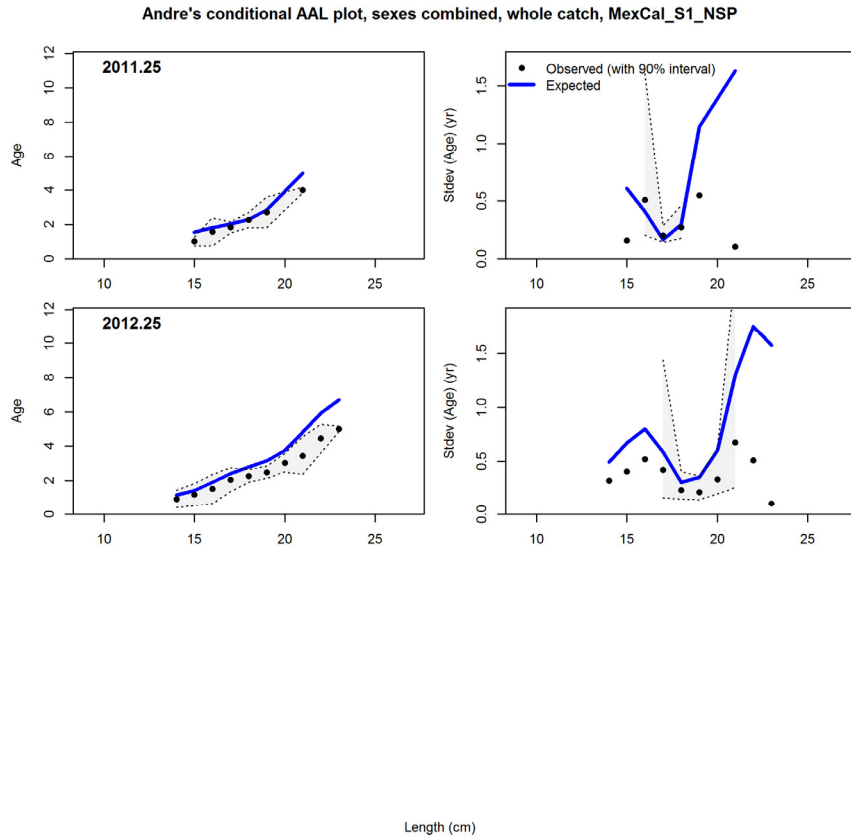 Andre's conditional AAL plot, sexes combined, whole catch, MexCal_S1_NSP
2011.25
Age
0 2 4 6 8 10 12
10 15 20 25
Observed (with 90% interval)
Expected
Stdev (Age) (yr)
0.0 0.5 1.0 1.5
10 15 20 25
2012.25
Age
0 2 4 6 8 10 12
10 15 20 25
Stdev (Age) (yr)
0.0 0.5 1.0 1.5
10 15 20 25
Length (cm)